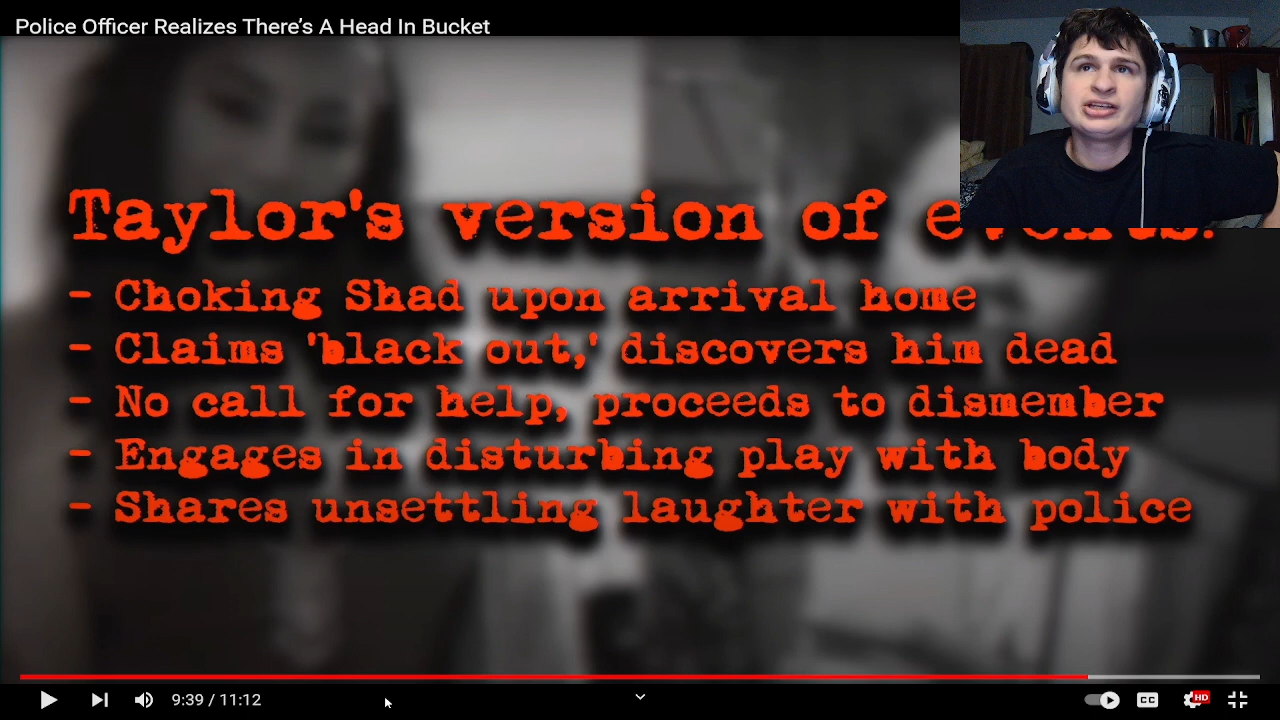 Police Officer Realizes There’s A Head In Bucket
Taylor's version of
- Choking Shad upon arrival home
- Claims 'black out,' discovers him dead
- No call for help, proceeds to dismember
- Engages in disturbing play with body
- Shares unsettling laughter with police
9:39 / 11:12
CC
HD